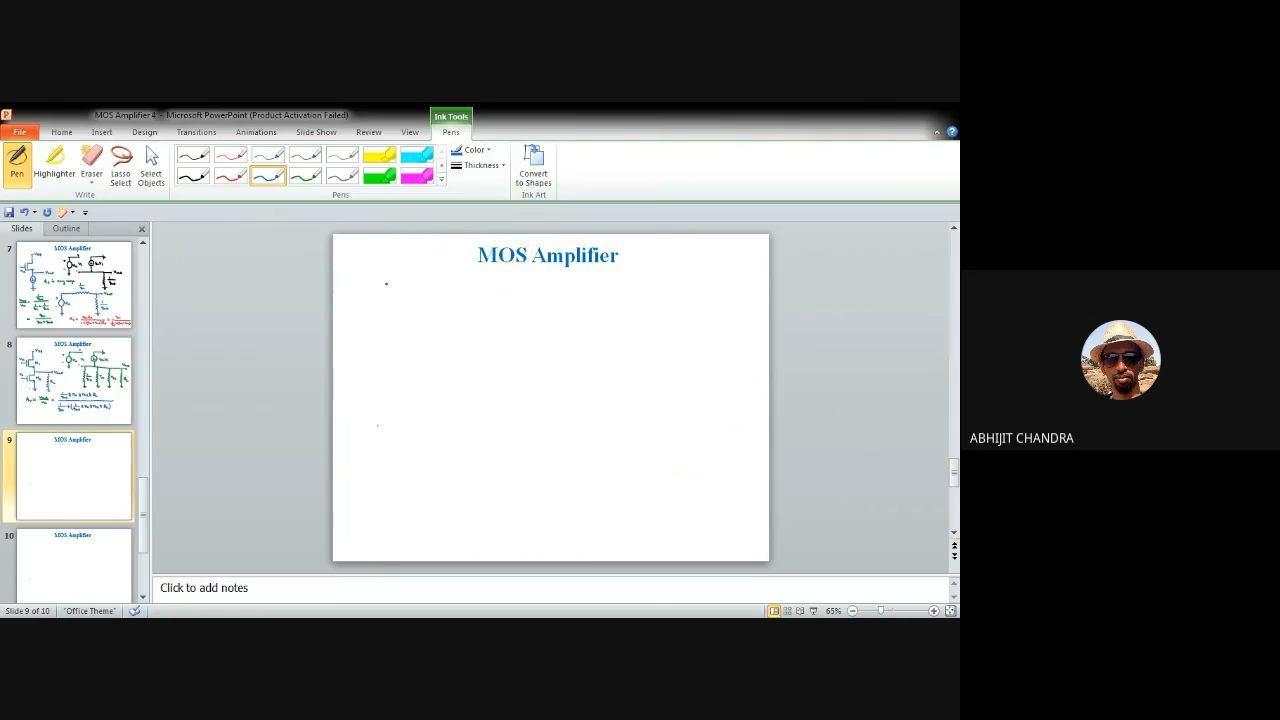 MOS Amplifier 4 - Microsoft PowerPoint (Product Activation Failed)
Ink Tools
File Home Insert Design Transitions Animations Slide Show Review View Pens
Pen Highlighter Eraser Lasso Select Select Objects
Color
Thickness
Convert to Shapes
Write Pens Ink Art
Slides Outline
7
MOS Amplifier
8
MOS Amplifier
9
MOS Amplifier
10
MOS Amplifier
MOS Amplifier
Click to add notes
Slide 9 of 10 "Office Theme" 65%
ABHIJIT CHANDRA